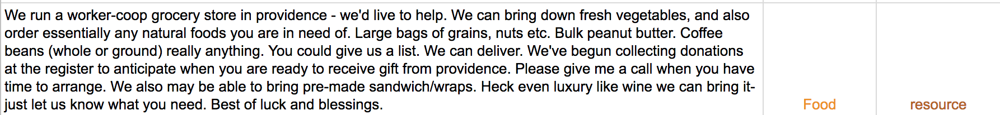 We run a worker-coop grocery store in providence - we'd live to help. We can bring down fresh vegetables, and also
order essentially any natural foods you are in need of. Large bags of grains, nuts etc. Bulk peanut butter. Coffee
beans (whole or ground) really anything. You could give us a list. We can deliver. We've begun collecting donations
at the register to anticipate when you are ready to receive gift from providence. Please give me a call when you have
time to arrange. We also may be able to bring pre-made sandwich/wraps. Heck even luxury like wine we can bring it-
just let us know what you need. Best of luck and blessings.
Food
resource